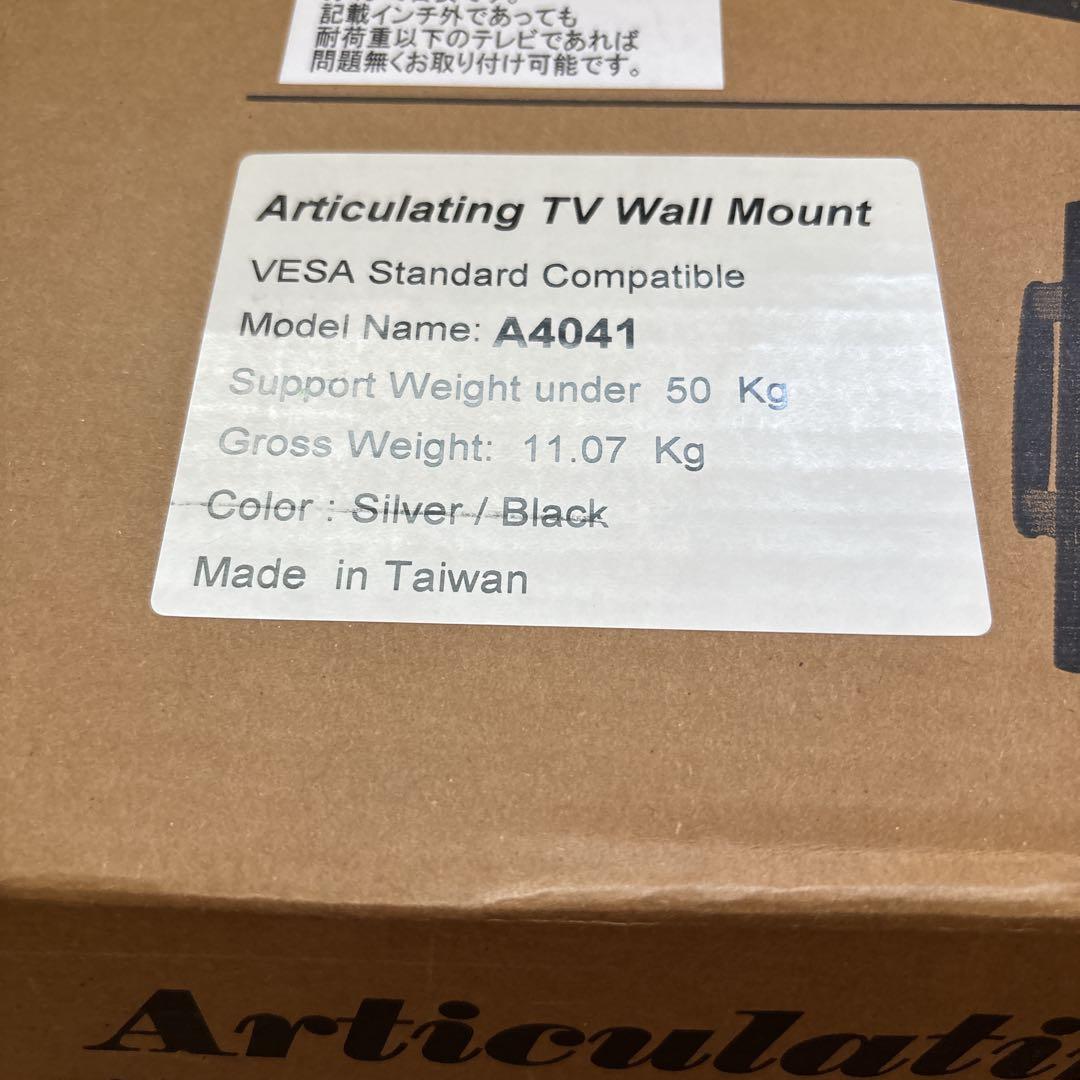 記載インチ外であっても
耐荷重以下のテレビであれば
問題無くお取り付け可能です。
Articulating TV Wall Mount
VESA Standard Compatible
Model Name: A4041
Support Weight under 50 Kg
Gross Weight: 11.07 Kg
Color : Silver / Black
Made in Taiwan